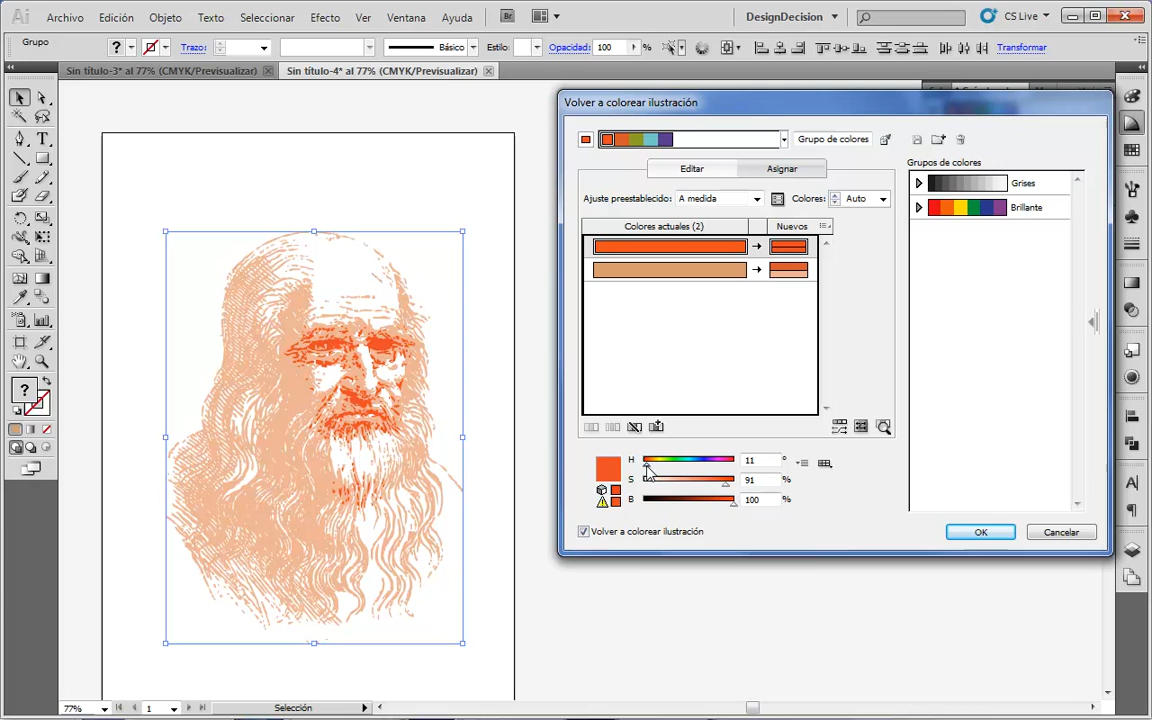 Ai Archivo Edición Objeto Texto Seleccionar Efecto Ver Ventana Ayuda Br DesignDecision CS Live
Grupo ? Trazo: Básico Estilo: Opacidad: 100 % Transformar
Sin título-3* al 77% (CMYK/Previsualizar) Sin título-4* al 77% (CMYK/Previsualizar)
Volver a colorear ilustración
Grupo de colores
Grupos de colores
Editar Asignar
Grises
Ajuste preestablecido: A medida Colores: Auto
Brillante
Colores actuales (2) Nuevos
H 11 °
S 91 %
B 100 %
Volver a colorear ilustración
OK Cancelar
T
?
A
77% 1 Selección